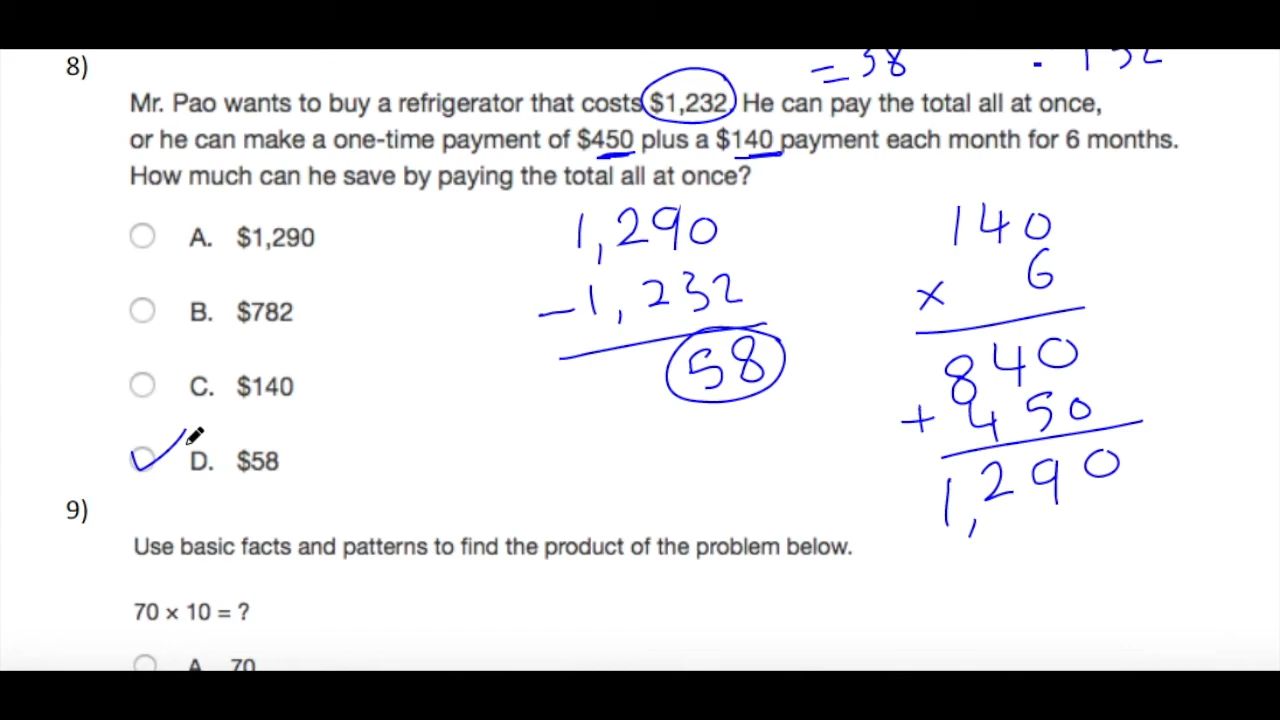 = 38
8)
Mr. Pao wants to buy a refrigerator that costs $1,232. He can pay the total all at once,
or he can make a one-time payment of $450 plus a $140 payment each month for 6 months.
How much can he save by paying the total all at once?
A. $1,290
B. $782
C. $140
D. $58
1,290
-1,232
58
140
x 6
840
+ 450
1,290
9)
Use basic facts and patterns to find the product of the problem below.
70 × 10 = ?
A. 70